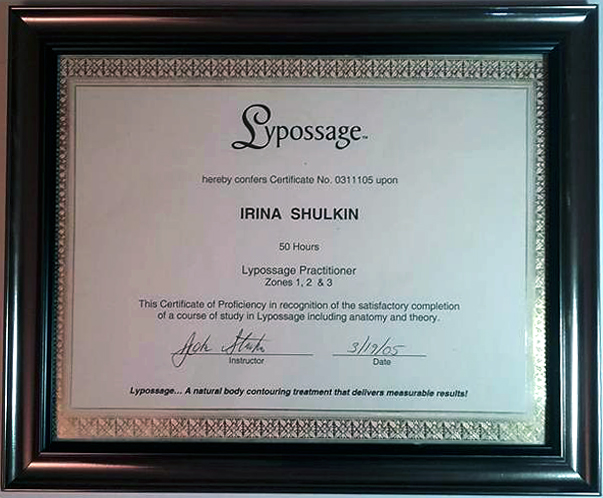 Lypossage™
hereby confers Certificate No. 0311105 upon
IRINA SHULKIN
50 Hours
Lypossage Practitioner
Zones 1, 2 & 3
This Certificate of Proficiency in recognition of the satisfactory completion
of a course of study in Lypossage including anatomy and theory.
3/19/05
Instructor Date
Lypossage... A natural body contouring treatment that delivers measurable results!